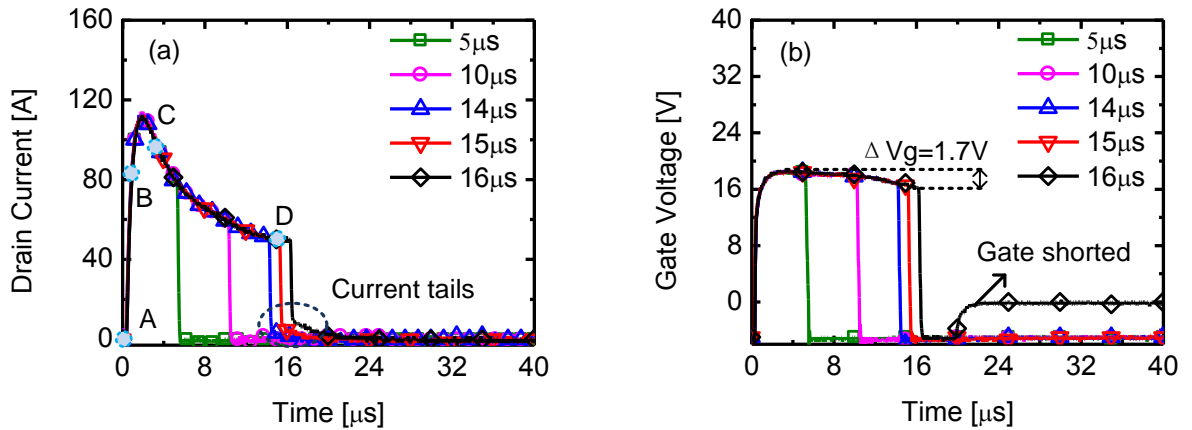 (a)
Drain Current [A]
160
120
80
40
0
0 8 16 24 32 40
Time [μs]
5μs
10μs
14μs
15μs
16μs
A
B
C
D
Current tails
(b)
Gate Voltage [V]
40
32
24
16
8
0
0 8 16 24 32 40
Time [μs]
5μs
10μs
14μs
15μs
16μs
Δ Vg=1.7V
Gate shorted